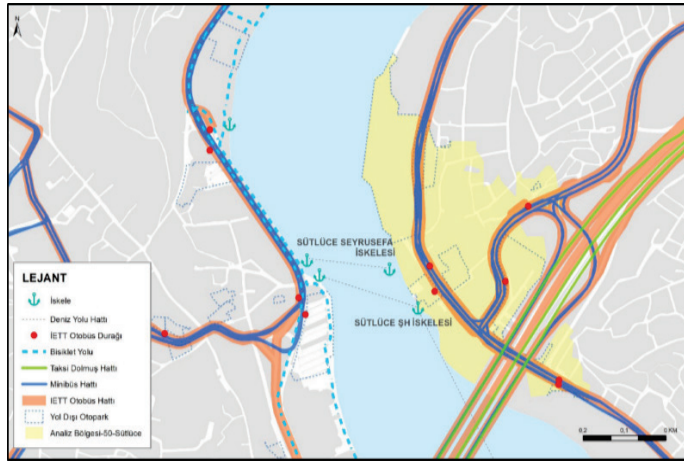 N
SÜTLÜCE SEYRUSEFA
İSKELESİ
SÜTLÜCE ŞH İSKELESİ
LEJANT
İskele
Deniz Yolu Hattı
İETT Otobüs Durağı
Bisiklet Yolu
Taksi Dolmuş Hattı
Minibüs Hattı
IETT Otobüs Hattı
Yol Dışı Otopark
Analiz Bölgesi-50-Sütlüce
0,2 0,1 0 KM